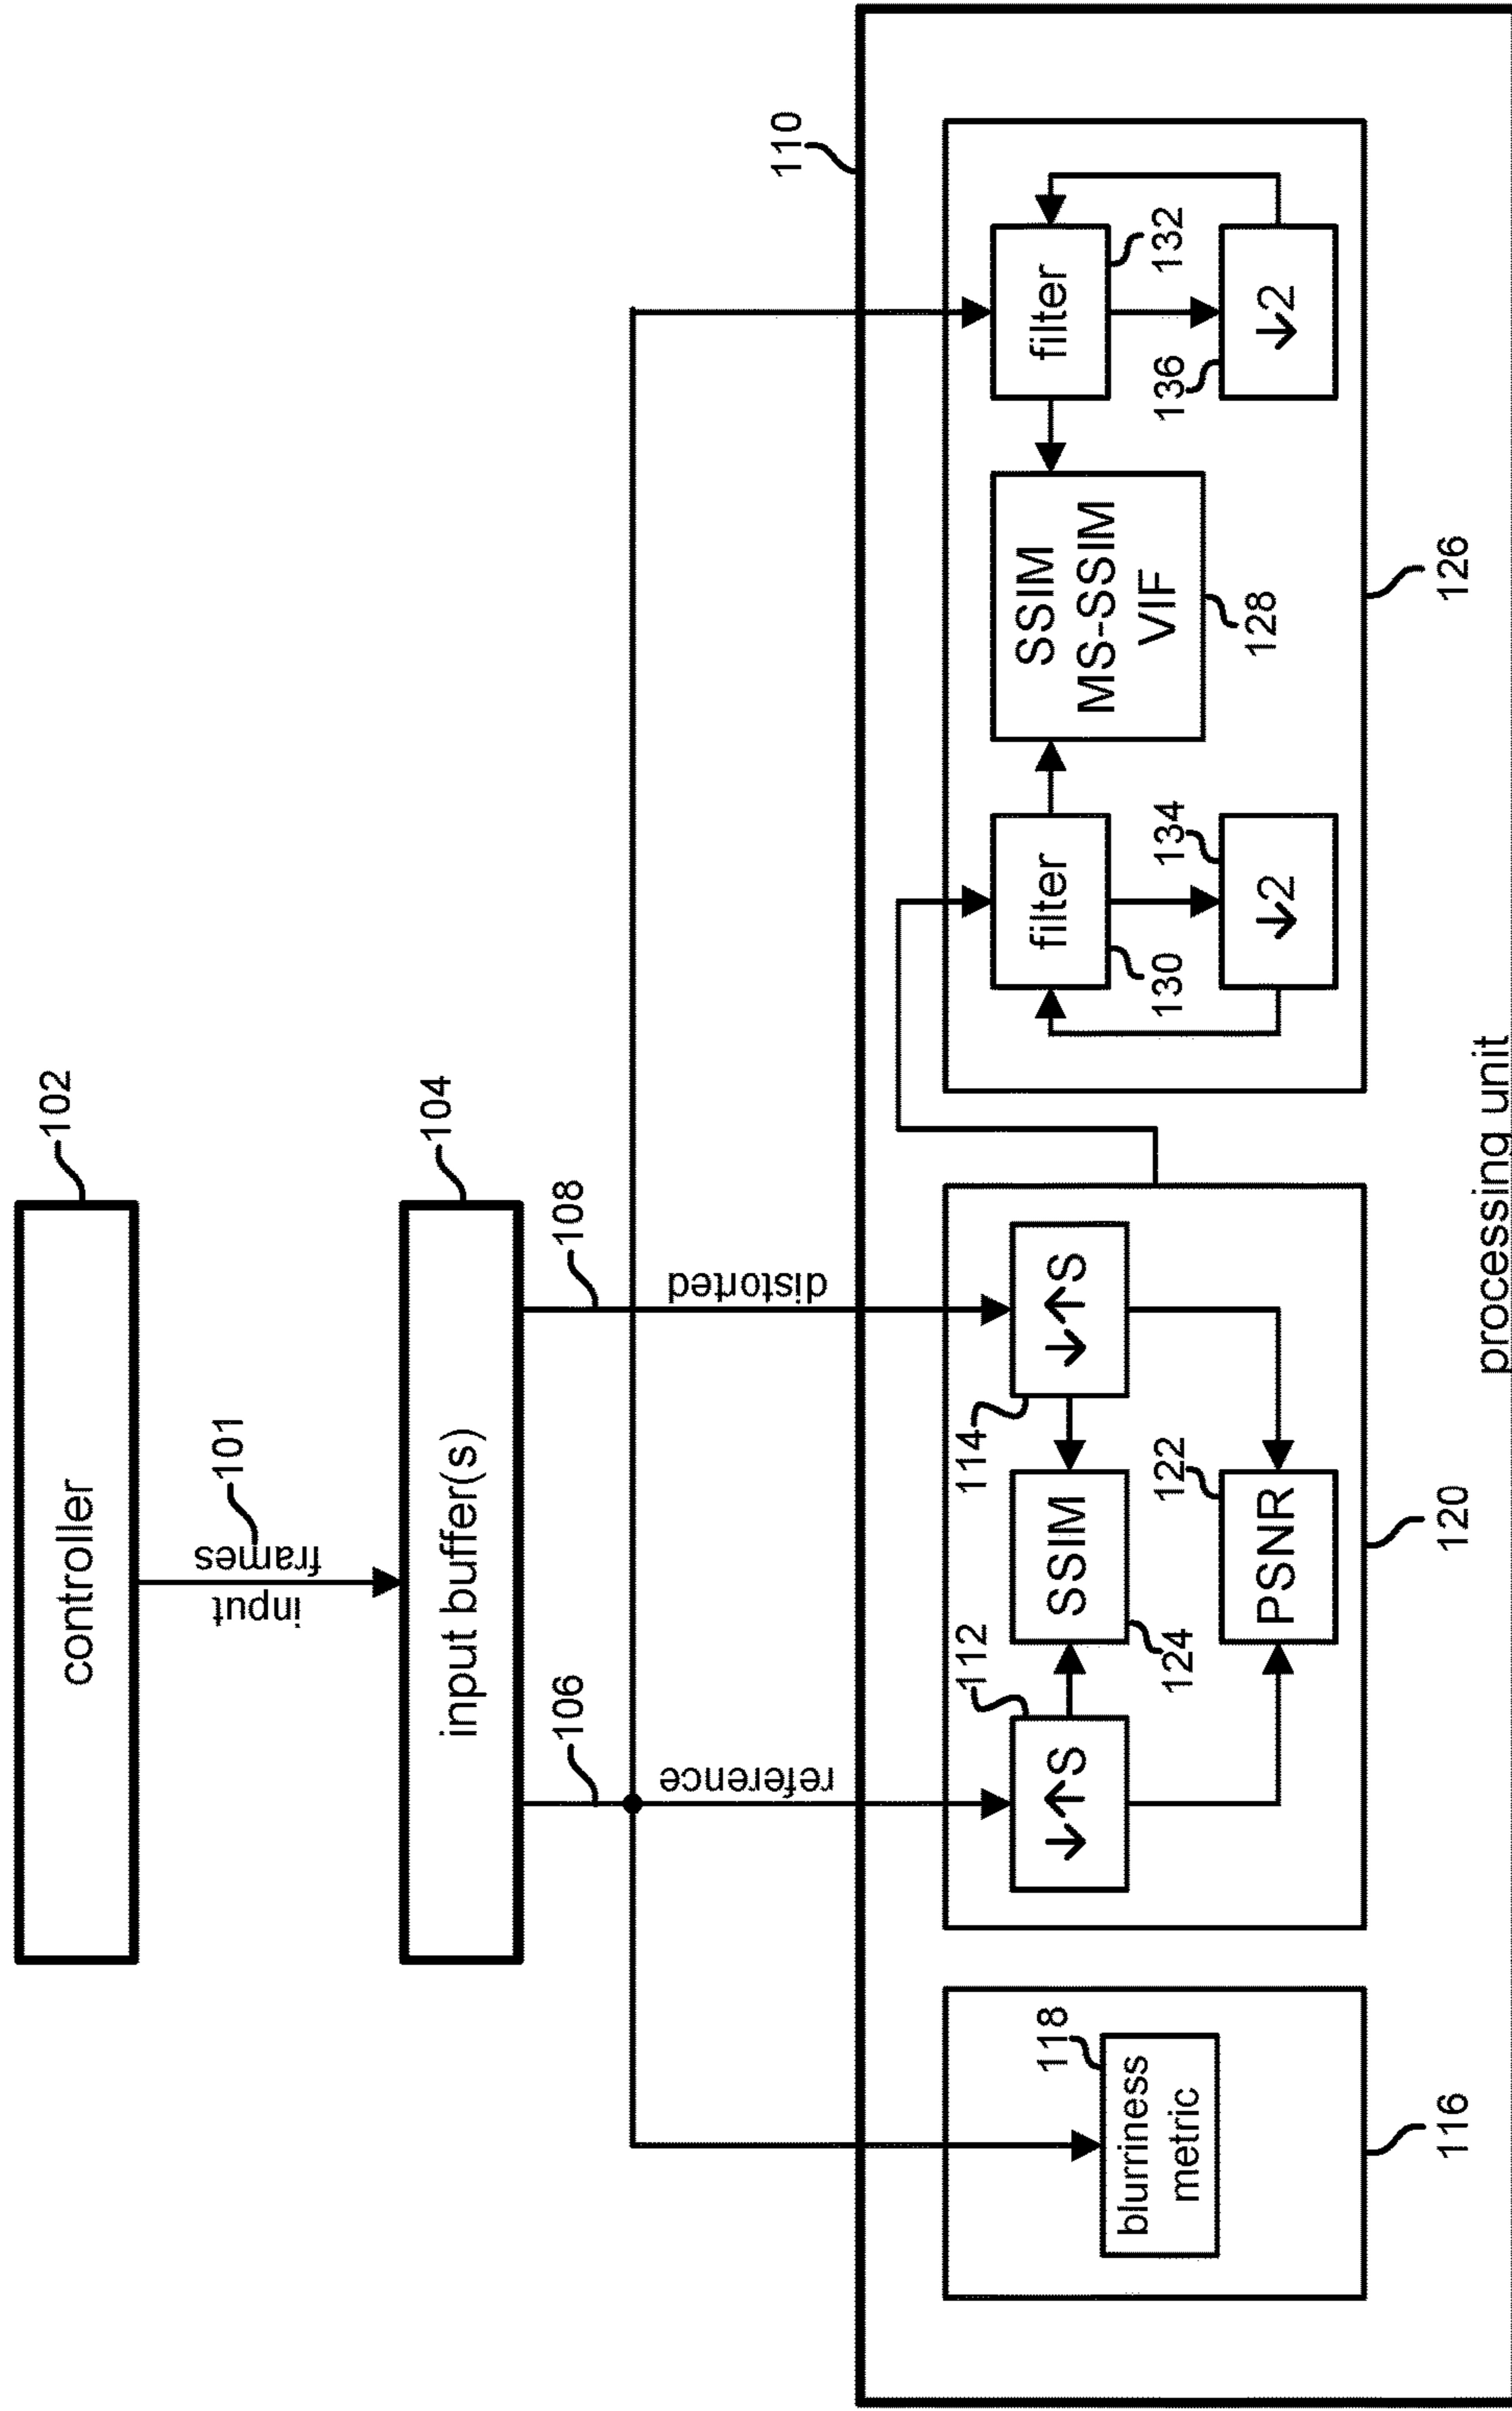 controller
102
input
frames
101
input buffer(s)
104
106
108
reference
distorted
110
blurriness
metric
118
116
↓↑S
112
SSIM
124
↓↑S
114
PSNR
122
120
filter
130
↓2
134
SSIM
MS-SSIM
VIF
128
filter
132
↓2
136
126
processing unit